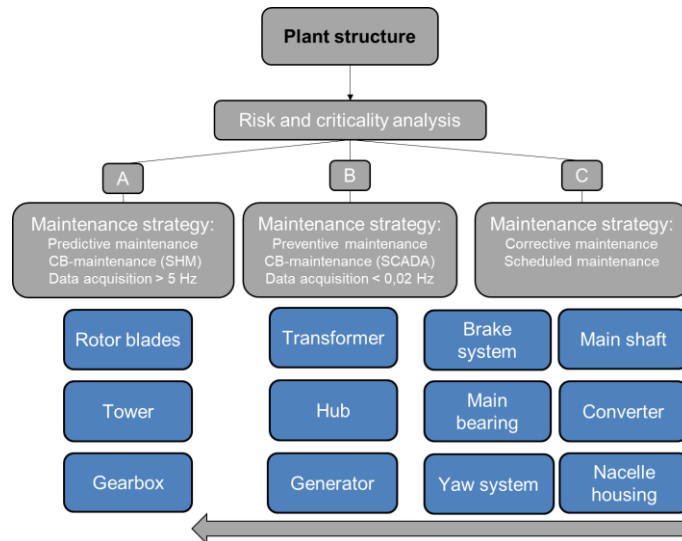 Plant structure
Risk and criticality analysis
A
B
C
Maintenance strategy:
Predictive maintenance
CB-maintenance (SHM)
Data acquisition > 5 Hz
Maintenance strategy:
Preventive maintenance
CB-maintenance (SCADA)
Data acquisition < 0,02 Hz
Maintenance strategy:
Corrective maintenance
Scheduled maintenance
Rotor blades
Transformer
Brake
system
Main shaft
Tower
Hub
Main
bearing
Converter
Gearbox
Generator
Yaw system
Nacelle
housing